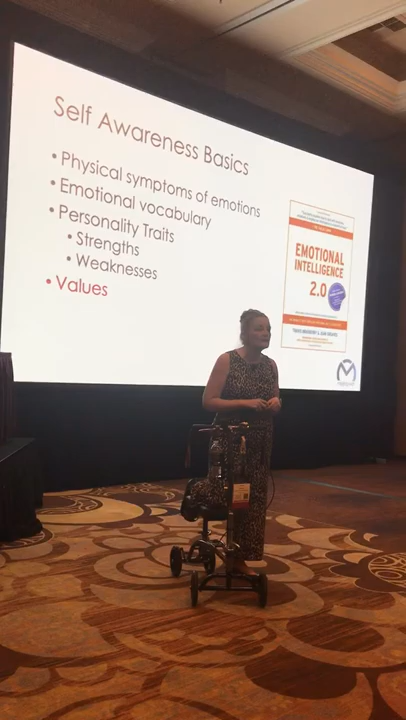 Self Awareness Basics
• Physical symptoms of emotions
• Emotional vocabulary
• Personality Traits
• Strengths
• Weaknesses
• Values
EMOTIONAL
INTELLIGENCE
2.0